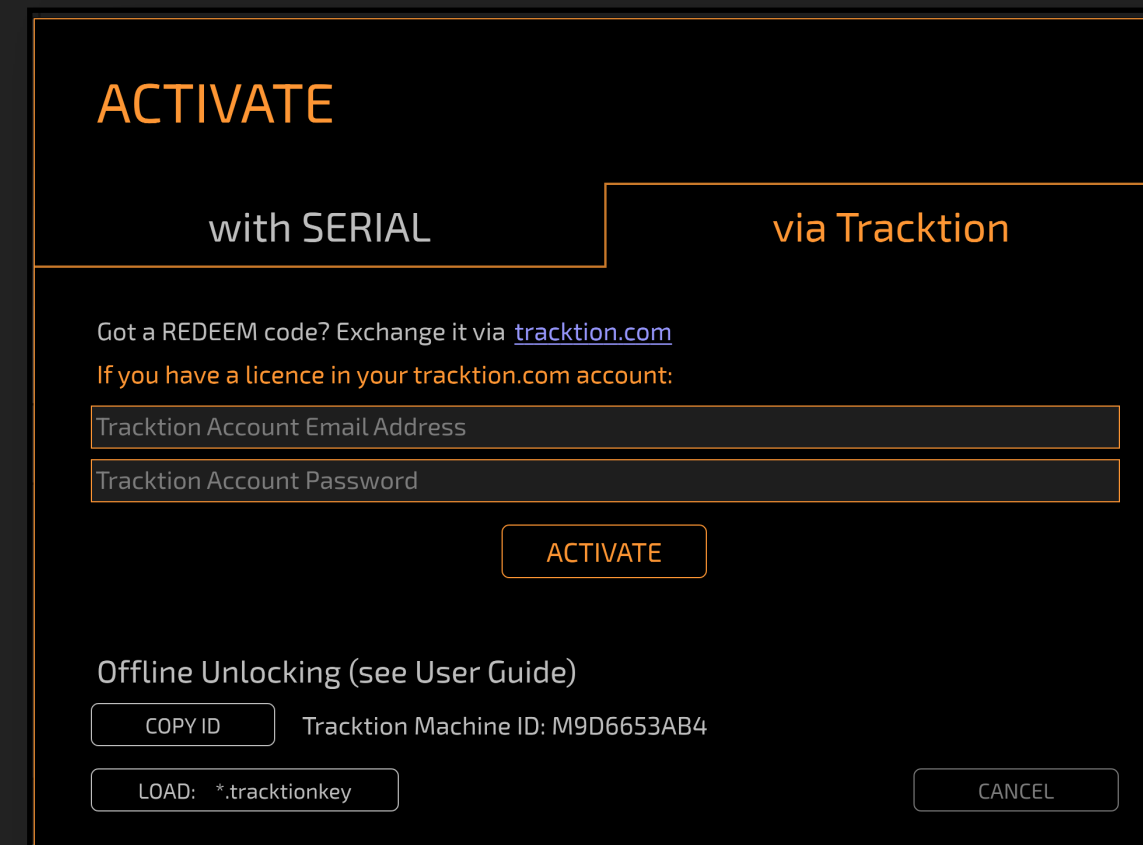 ACTIVATE
with SERIAL
via Tracktion
Got a REDEEM code? Exchange it via tracktion.com
If you have a licence in your tracktion.com account:
Tracktion Account Email Address
Tracktion Account Password
ACTIVATE
Offline Unlocking (see User Guide)
COPY ID
Tracktion Machine ID: M9D6653AB4
LOAD: *.tracktionkey
CANCEL